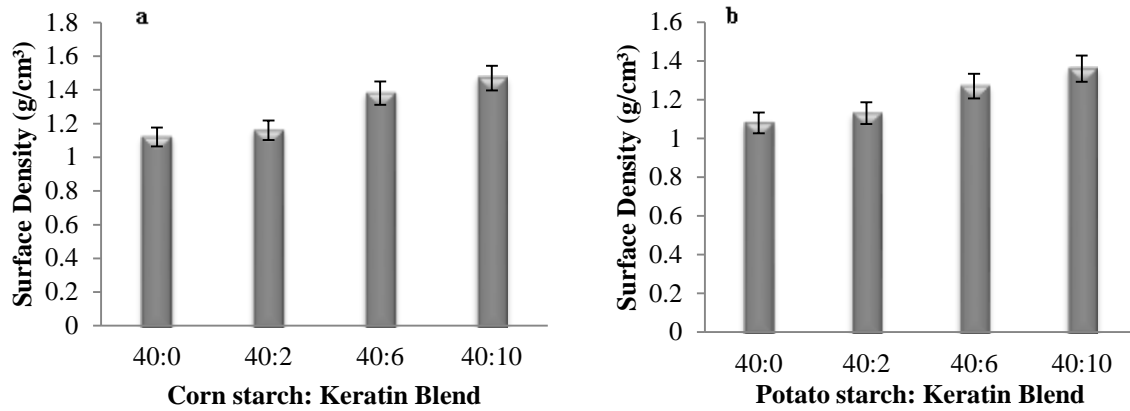 a
Surface Density (g/cm³)
1.8
1.6
1.4
1.2
1
0.8
0.6
0.4
0.2
0
40:0 40:2 40:6 40:10
Corn starch: Keratin Blend
b
Surface Density (g/cm³)
1.6
1.4
1.2
1
0.8
0.6
0.4
0.2
0
40:0 40:2 40:6 40:10
Potato starch: Keratin Blend